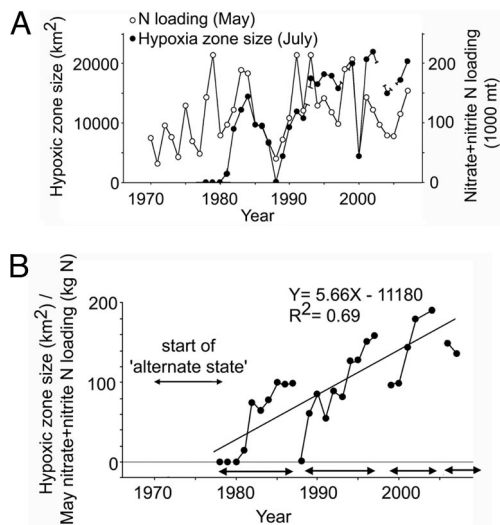 A
N loading (May)
Hypoxia zone size (July)
Hypoxic zone size (km2)
20000
10000
0
200
100
0
Nitrate+nitrite N loading
(1000 mt)
1970
1980
1990
2000
Year
B
Hypoxic zone size (km2) /
May nitrate+nitrite N loading (kg N)
200
100
0
Y= 5.66X - 11180
R2= 0.69
start of
'alternate state'
1970
1980
1990
2000
Year